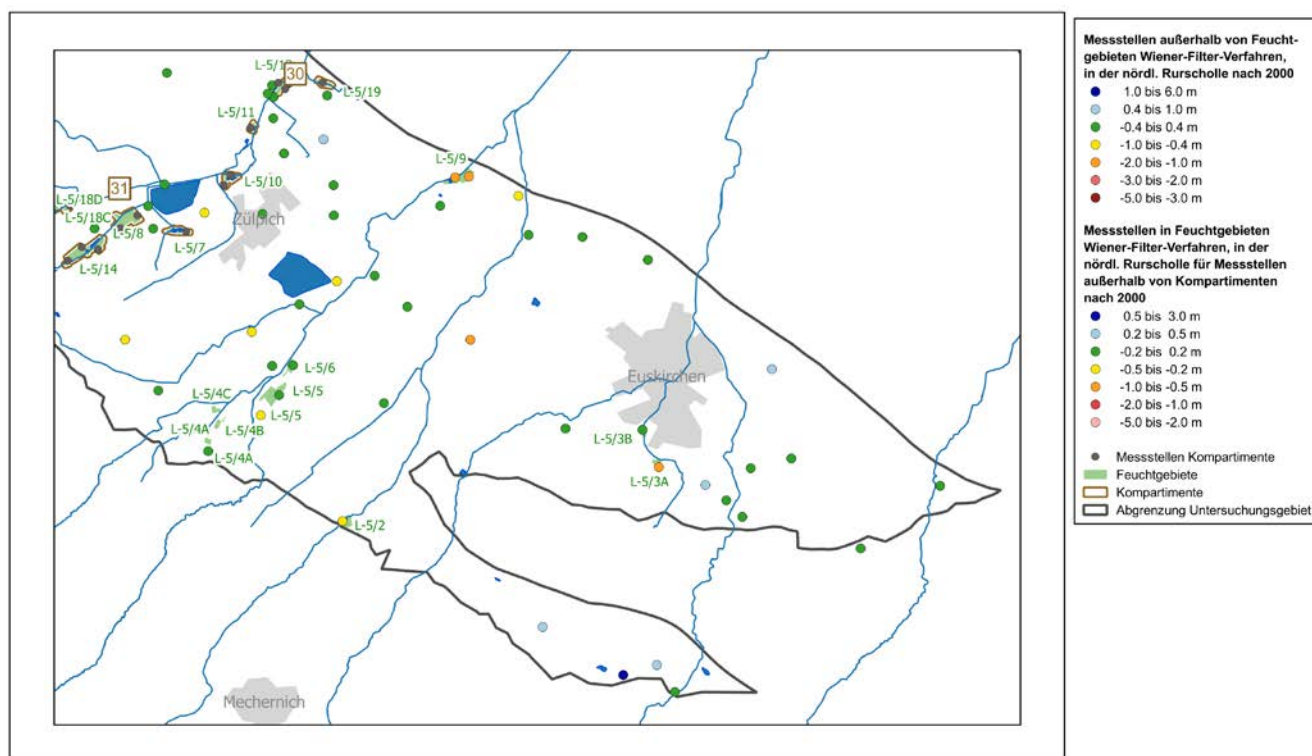 L-5/1
30
L-5/19
L-5/11
L-5/9
31
L-5/10
L-5/18D
L-5/18C
L-5/8
Zülpich
L-5/7
L-5/14
L-5/6
Euskirchen
L-5/5
L-5/4C
L-5/5
L-5/4B
L-5/4A
L-5/3B
L-5/4A
L-5/3A
L-5/2
Mechernich
Messstellen außerhalb von Feucht-
gebieten Wiener-Filter-Verfahren,
in der nördl. Rurscholle nach 2000
1.0 bis 6.0 m
0.4 bis 1.0 m
-0.4 bis 0.4 m
-1.0 bis -0.4 m
-2.0 bis -1.0 m
-3.0 bis -2.0 m
-5.0 bis -3.0 m
Messstellen in Feuchtgebieten
Wiener-Filter-Verfahren, in der
nördl. Rurscholle für Messstellen
außerhalb von Kompartimenten
nach 2000
0.5 bis 3.0 m
0.2 bis 0.5 m
-0.2 bis 0.2 m
-0.5 bis -0.2 m
-1.0 bis -0.5 m
-2.0 bis -1.0 m
-5.0 bis -2.0 m
Messstellen Kompartimente
Feuchtgebiete
Kompartimente
Abgrenzung Untersuchungsgebiet